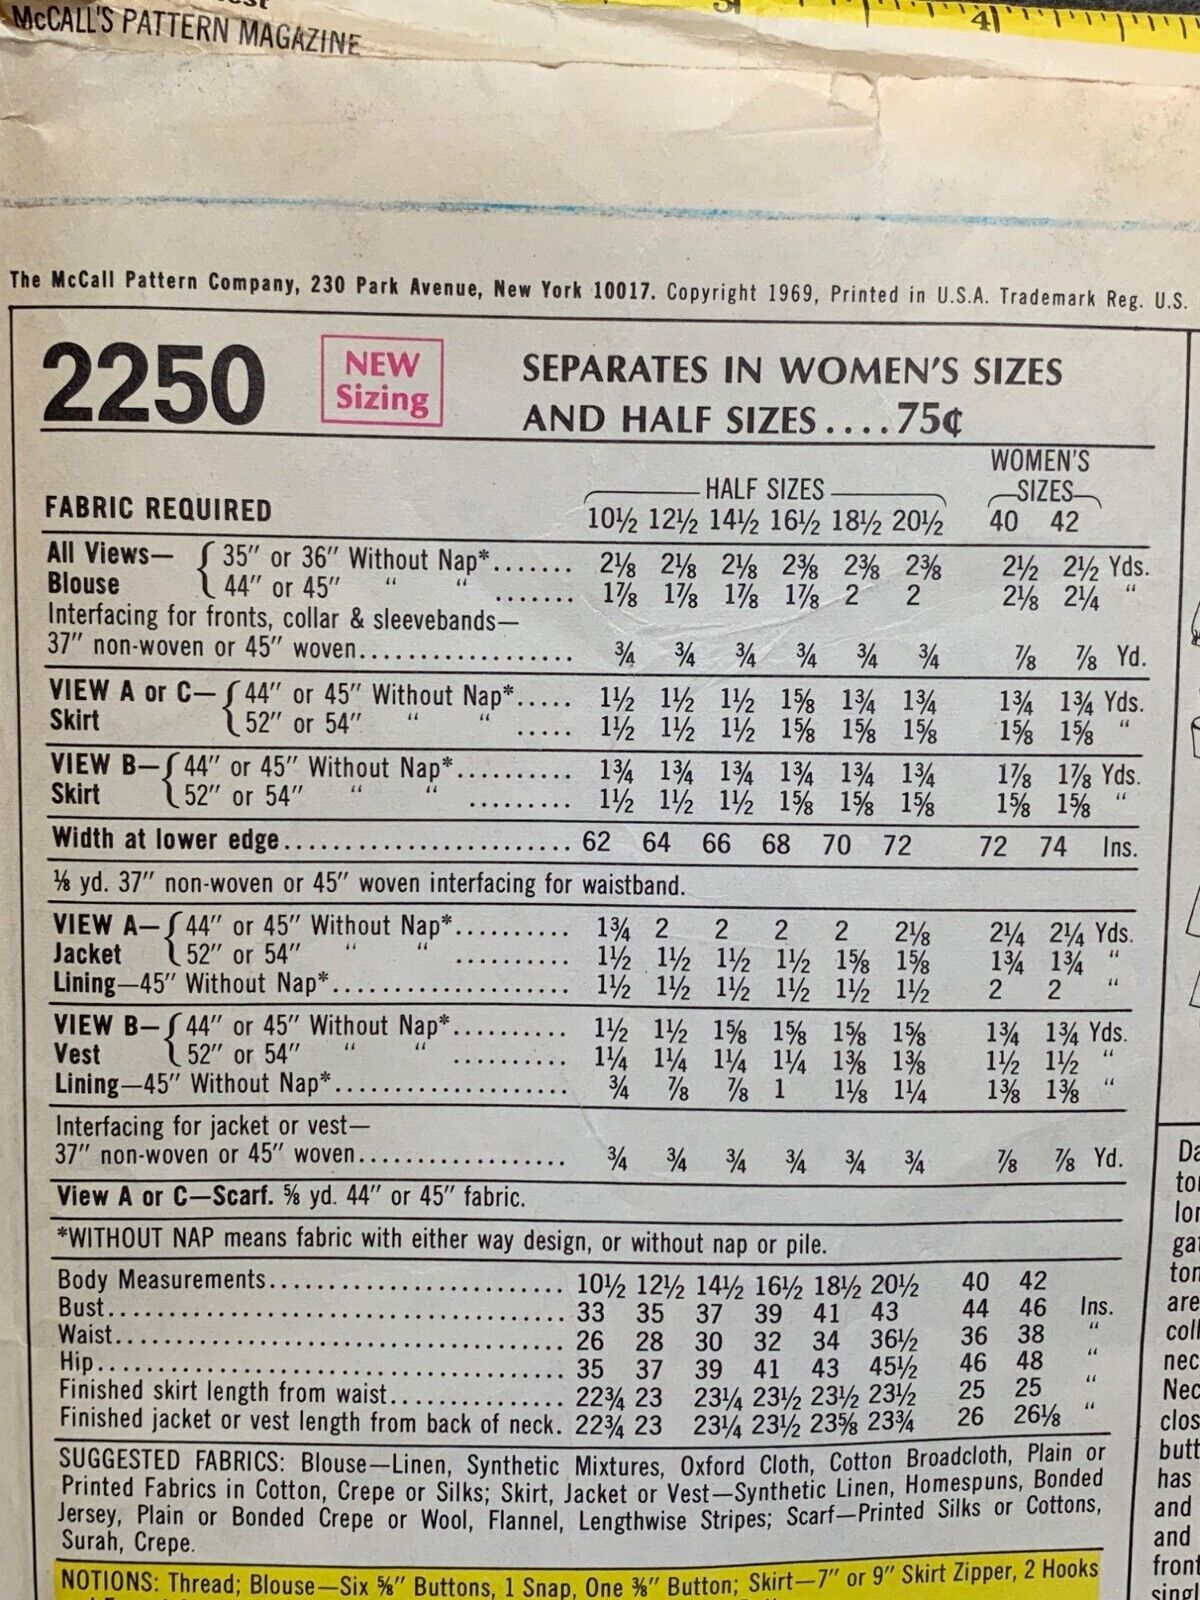 McCALL'S PATTERN MAGAZINE
3 4
The McCall Pattern Company, 230 Park Avenue, New York 10017. Copyright 1969, Printed in U.S.A. Trademark Reg. U.S.
2250 NEW Sizing SEPARATES IN WOMEN'S SIZES
AND HALF SIZES....75¢
FABRIC REQUIRED HALF SIZES WOMEN'S SIZES
10½ 12½ 14½ 16½ 18½ 20½ 40 42
All Views— 35" or 36" Without Nap*....... 2⅛ 2⅛ 2⅛ 2⅜ 2⅜ 2⅜ 2½ 2½ Yds.
Blouse 44" or 45" " " ....... 1⅞ 1⅞ 1⅞ 1⅞ 2 2 2⅛ 2¼ "
Interfacing for fronts, collar & sleevebands—
37" non-woven or 45" woven.................. ¾ ¾ ¾ ¾ ¾ ¾ ⅞ ⅞ Yd.
VIEW A or C— 44" or 45" Without Nap*..... 1½ 1½ 1½ 1⅝ 1¾ 1¾ 1¾ 1¾ Yds.
Skirt 52" or 54" " " ..... 1½ 1½ 1½ 1⅝ 1⅝ 1⅝ 1⅝ 1⅝ "
VIEW B— 44" or 45" Without Nap*.......... 1¾ 1¾ 1¾ 1¾ 1¾ 1¾ 1⅞ 1⅞ Yds.
Skirt 52" or 54" " " ......... 1½ 1½ 1½ 1⅝ 1⅝ 1⅝ 1⅝ 1⅝ "
Width at lower edge......................... 62 64 66 68 70 72 72 74 Ins.
⅛ yd. 37" non-woven or 45" woven interfacing for waistband.
VIEW A— 44" or 45" Without Nap*.......... 1¾ 2 2 2 2 2⅛ 2¼ 2¼ Yds.
Jacket 52" or 54" " " .......... 1½ 1½ 1½ 1½ 1⅝ 1⅝ 1¾ 1¾ "
Lining—45" Without Nap*..................... 1½ 1½ 1½ 1½ 1½ 1½ 2 2 "
VIEW B— 44" or 45" Without Nap*.......... 1½ 1½ 1⅝ 1⅝ 1⅝ 1⅝ 1¾ 1¾ Yds.
Vest 52" or 54" " " .......... 1¼ 1¼ 1¼ 1¼ 1⅜ 1⅜ 1½ 1½ "
Lining—45" Without Nap*.................... ¾ ⅞ ⅞ 1 1⅛ 1¼ 1⅜ 1⅜ "
Interfacing for jacket or vest—
37" non-woven or 45" woven.................. ¾ ¾ ¾ ¾ ¾ ¾ ⅞ ⅞ Yd.
View A or C—Scarf. ⅝ yd. 44" or 45" fabric.
*WITHOUT NAP means fabric with either way design, or without nap or pile.
Body Measurements.......................... 10½ 12½ 14½ 16½ 18½ 20½ 40 42
Bust........................................ 33 35 37 39 41 43 44 46 Ins.
Waist....................................... 26 28 30 32 34 36½ 36 38 "
Hip......................................... 35 37 39 41 43 45½ 46 48 "
Finished skirt length from waist............... 22¾ 23 23¼ 23½ 23½ 23½ 25 25 "
Finished jacket or vest length from back of neck. 22¾ 23 23¼ 23½ 23⅝ 23¾ 26 26⅛ "
SUGGESTED FABRICS: Blouse—Linen, Synthetic Mixtures, Oxford Cloth, Cotton Broadcloth, Plain or
Printed Fabrics in Cotton, Crepe or Silks; Skirt, Jacket or Vest—Synthetic Linen, Homespuns, Bonded
Jersey, Plain or Bonded Crepe or Wool, Flannel, Lengthwise Stripes; Scarf—Printed Silks or Cottons,
Surah, Crepe.
NOTIONS: Thread; Blouse—Six ⅝" Buttons, 1 Snap, One ⅜" Button; Skirt—7" or 9" Skirt Zipper, 2 Hooks
are
has
and
and
front